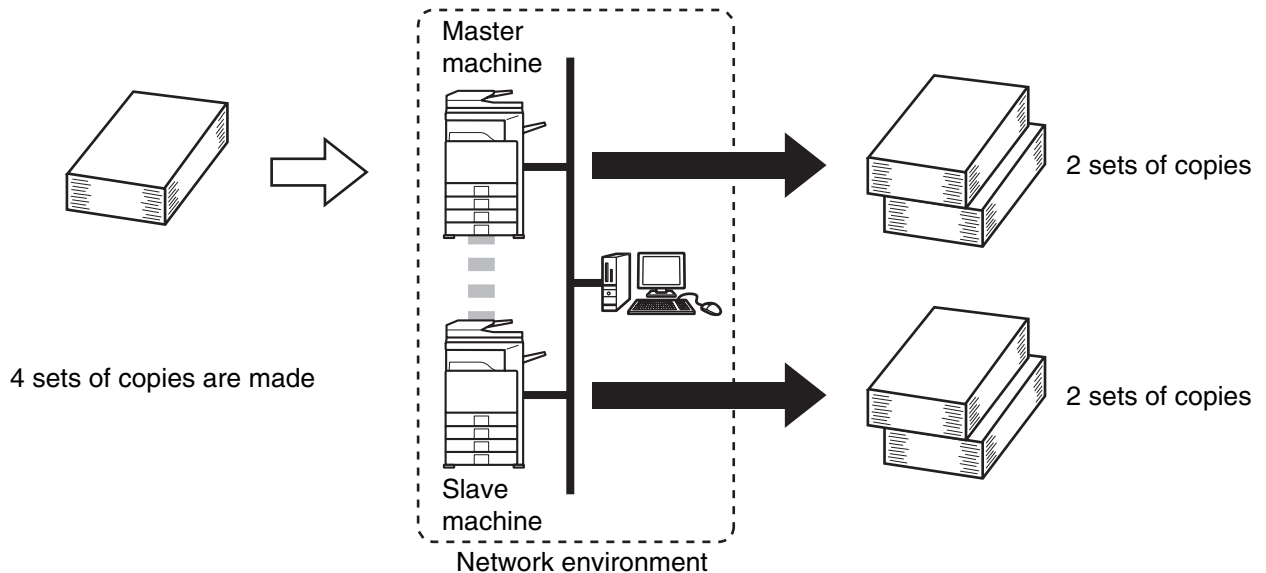 Master
machine
2 sets of copies
4 sets of copies are made
2 sets of copies
Slave
machine
Network environment